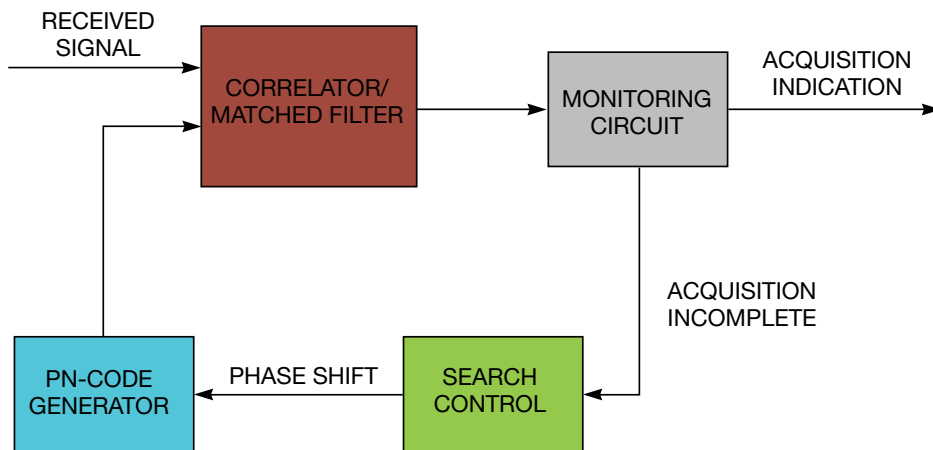 RECEIVED
SIGNAL
CORRELATOR/
MATCHED FILTER
MONITORING
CIRCUIT
ACQUISITION
INDICATION
ACQUISITION
INCOMPLETE
PN-CODE
GENERATOR
PHASE SHIFT
SEARCH
CONTROL